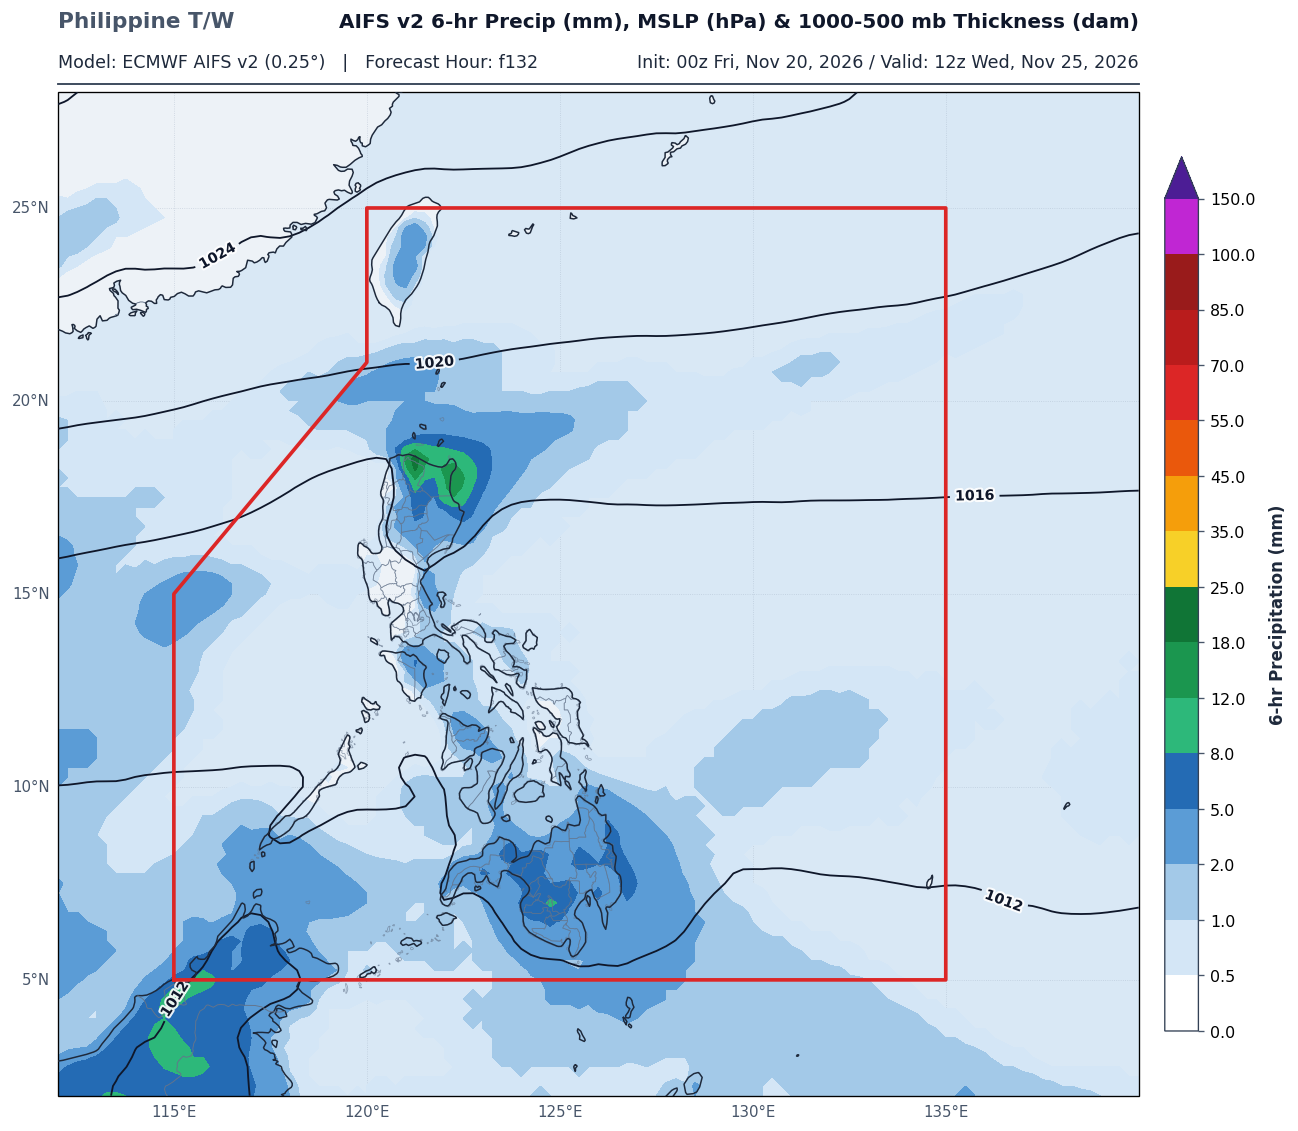 Philippine T/W
AIFS v2 6-hr Precip (mm), MSLP (hPa) & 1000-500 mb Thickness (dam)
Model: ECMWF AIFS v2 (0.25°) | Forecast Hour: f132
Init: 00z Fri, Nov 20, 2026 / Valid: 12z Wed, Nov 25, 2026
25°N
20°N
15°N
10°N
5°N
1024
1020
1016
1012
1012
115°E
120°E
125°E
130°E
135°E
150.0
100.0
85.0
70.0
55.0
45.0
35.0
25.0
18.0
12.0
8.0
5.0
2.0
1.0
0.5
0.0
6-hr Precipitation (mm)